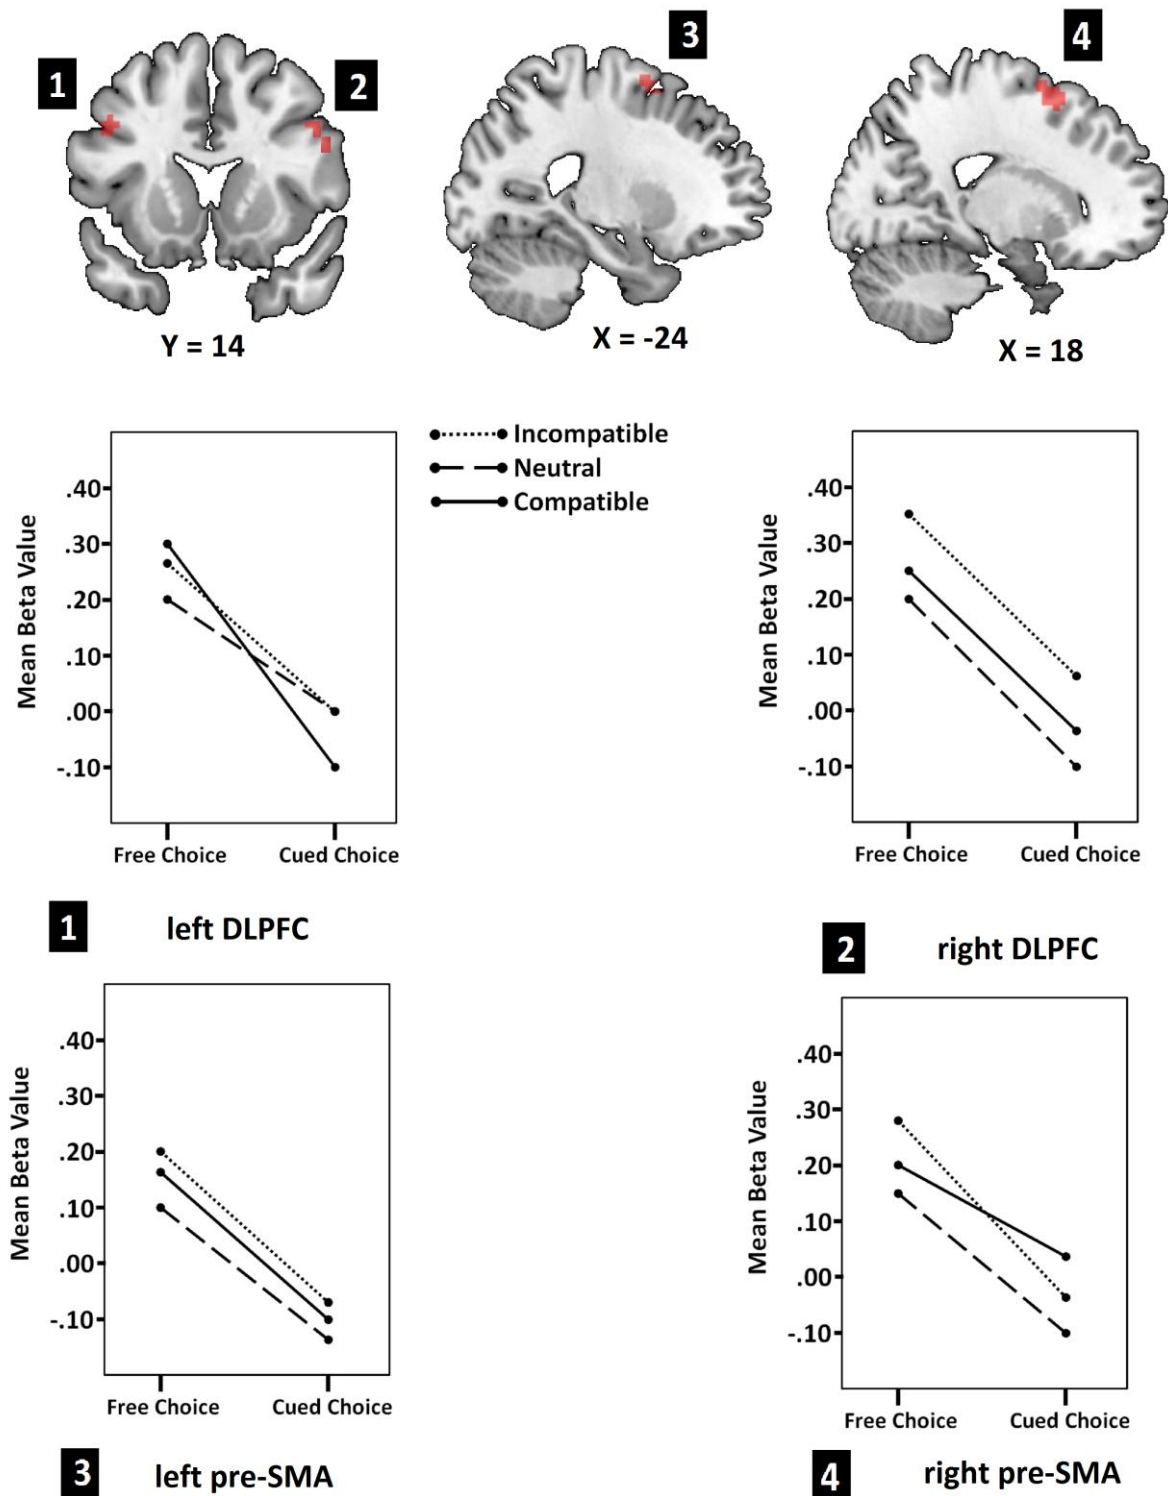 1
2
3
4
Y = 14
X = -24
X = 18
Incompatible
Neutral
Compatible
Mean Beta Value
.40
.30
.20
.10
.00
-.10
Free Choice
Cued Choice
1 left DLPFC
Mean Beta Value
.40
.30
.20
.10
.00
-.10
Free Choice
Cued Choice
2 right DLPFC
Mean Beta Value
.40
.30
.20
.10
.00
-.10
Free Choice
Cued Choice
3 left pre-SMA
Mean Beta Value
.40
.30
.20
.10
.00
-.10
Free Choice
Cued Choice
4 right pre-SMA